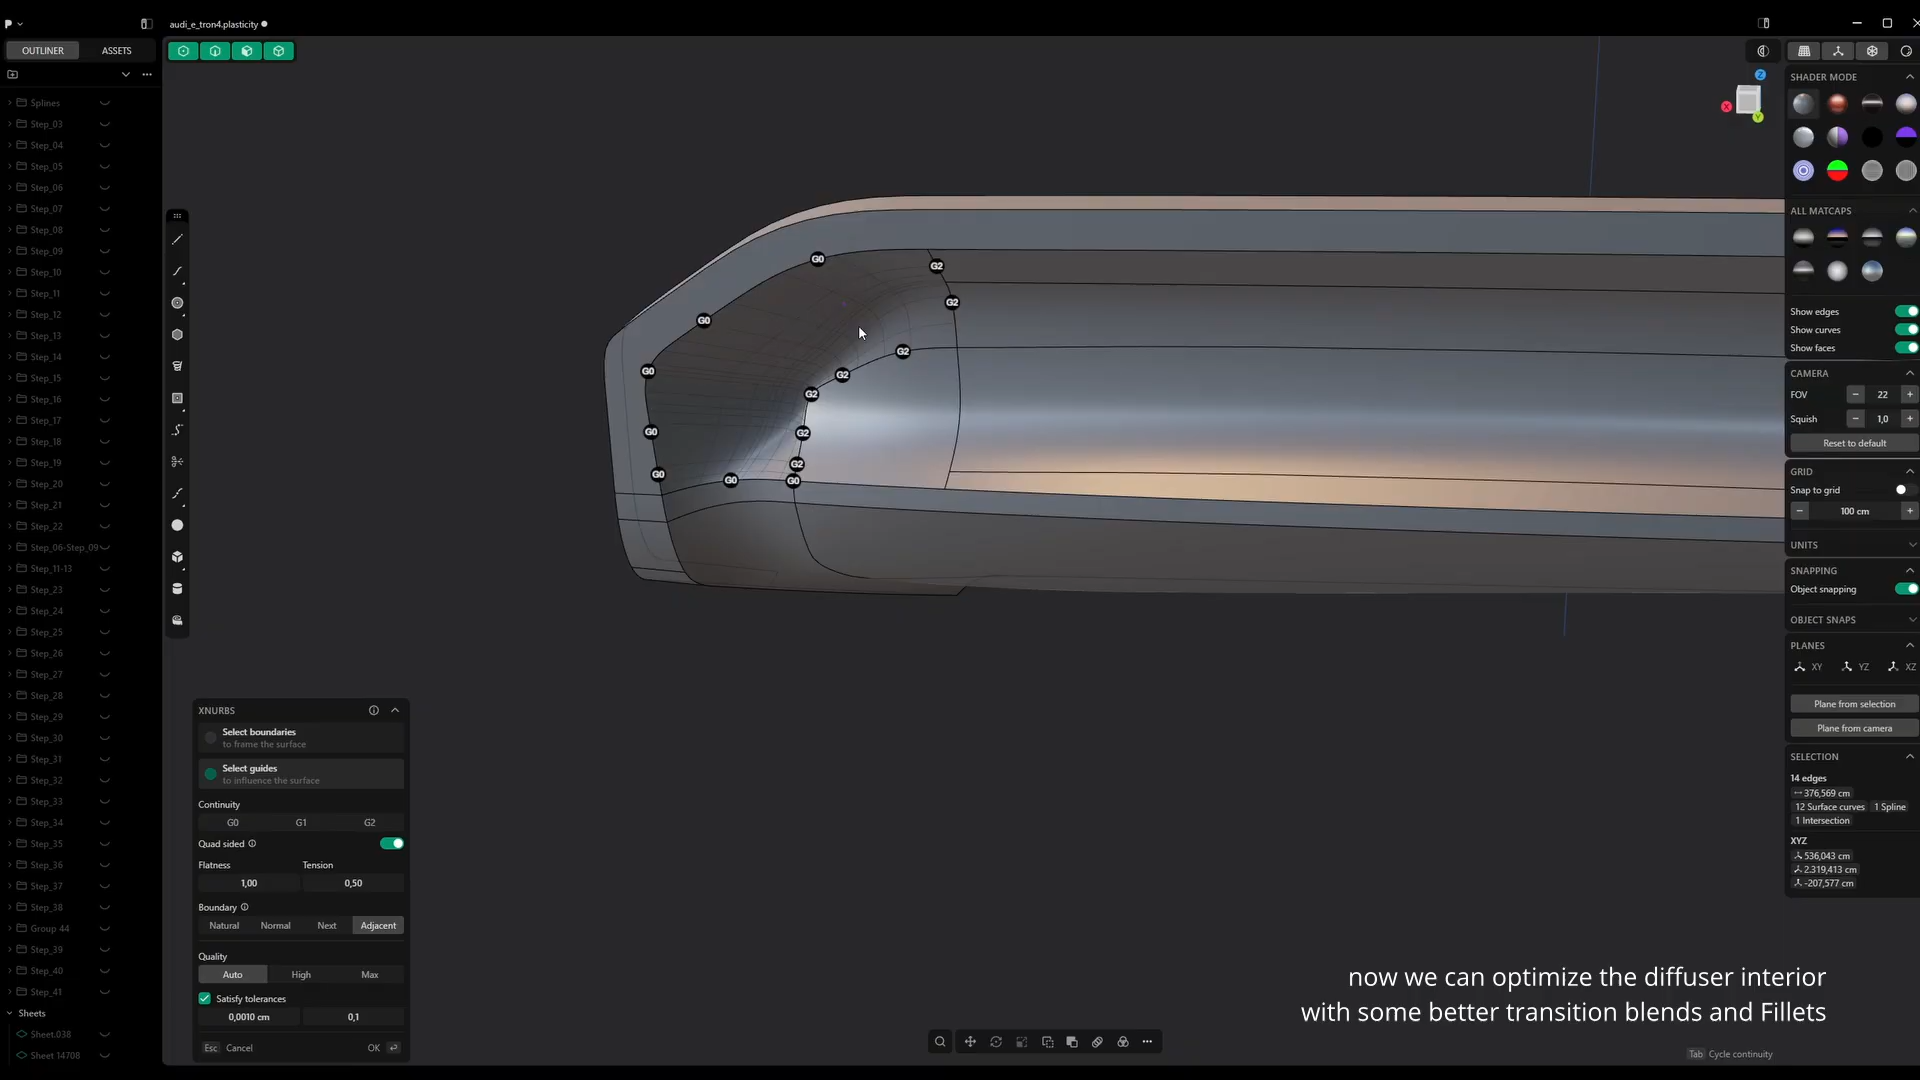 audi_e_tron4.plasticity
OUTLINER
ASSETS
Splines
Step_03
Step_04
Step_05
Step_06
Step_07
Step_08
Step_09
Step_10
Step_11
Step_12
Step_13
Step_14
Step_15
Step_16
Step_17
Step_18
Step_19
Step_20
Step_21
Step_22
Step_06-Step_09
Step_11-13
Step_23
Step_24
Step_25
Step_26
Step_27
Step_28
Step_29
Step_30
Step_31
Step_32
Step_33
Step_34
Step_35
Step_36
Step_37
Step_38
Group 44
Step_39
Step_40
Step_41
Sheets
Sheet.038
Sheet 14708
G0
G2
G0
G2
G0
G2
G2
G2
G0
G2
G2
G0
G0
G0
XNURBS
Select boundaries
to frame the surface
Select guides
to influence the surface
Continuity
G0 G1 G2
Quad sided
Flatness Tension
1,00 0,50
Boundary
Natural Normal Next Adjacent
Quality
Auto High Max
Satisfy tolerances
0,0010 cm 0,1
Esc Cancel OK
Z
X
Y
SHADER MODE
ALL MATCAPS
Show edges
Show curves
Show faces
CAMERA
FOV 22
Squish 1,0
Reset to default
GRID
Snap to grid
100 cm
UNITS
SNAPPING
Object snapping
OBJECT SNAPS
PLANES
XY YZ XZ
Plane from selection
Plane from camera
SELECTION
14 edges
376,569 cm
12 Surface curves 1 Spline
1 Intersection
XYZ
536,043 cm
2.319,413 cm
-207,577 cm
now we can optimize the diffuser interior
with some better transition blends and Fillets
Tab Cycle continuity